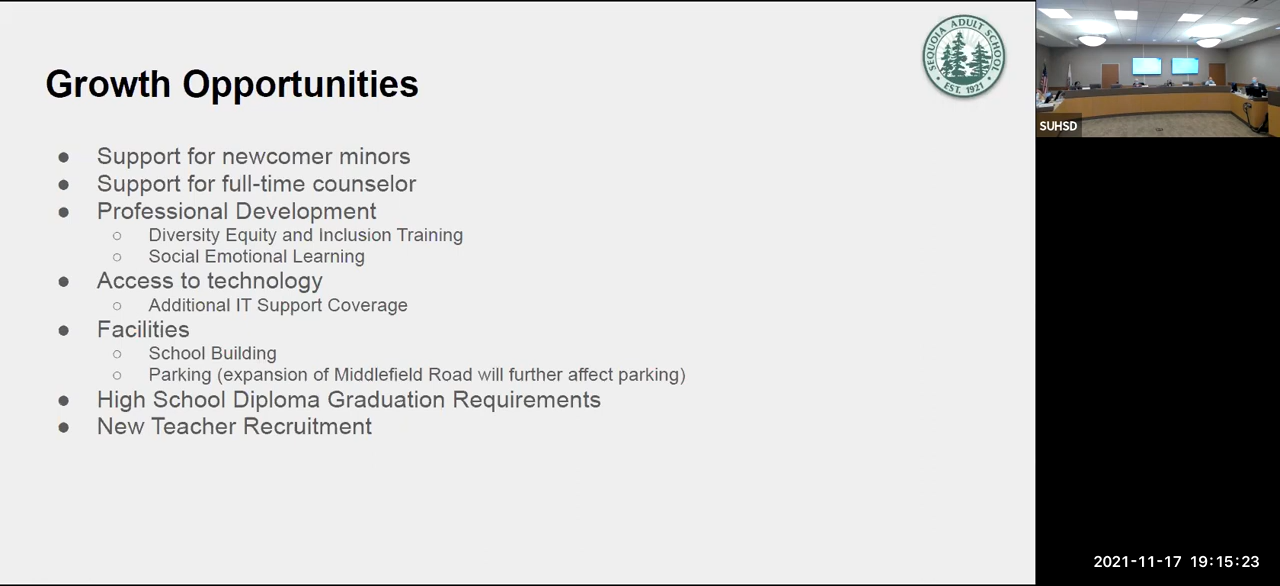 Growth Opportunities
SEQUOIA ADULT SCHOOL
EST. 1921
● Support for newcomer minors
● Support for full-time counselor
● Professional Development
○ Diversity Equity and Inclusion Training
○ Social Emotional Learning
● Access to technology
○ Additional IT Support Coverage
● Facilities
○ School Building
○ Parking (expansion of Middlefield Road will further affect parking)
● High School Diploma Graduation Requirements
● New Teacher Recruitment
SUHSD
2021-11-17 19:15:23